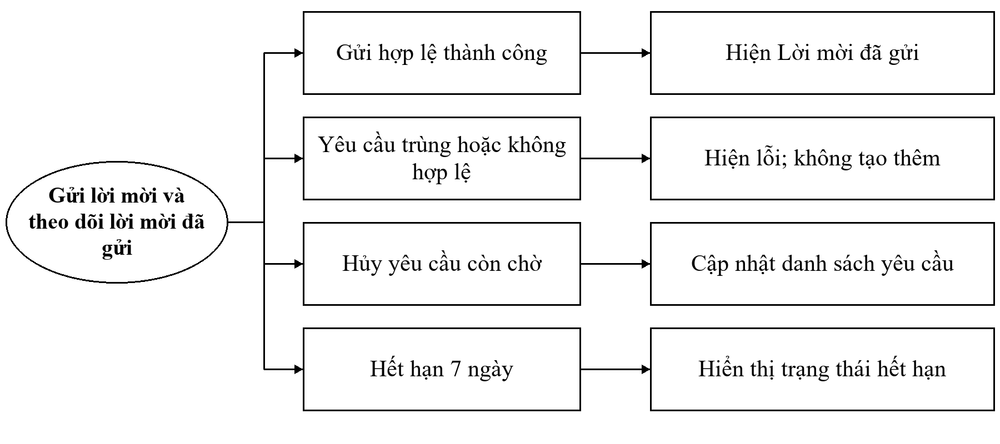 Gửi lời mời và
theo dõi lời mời đã
gửi
Gửi hợp lệ thành công
Hiện Lời mời đã gửi
Yêu cầu trùng hoặc không
hợp lệ
Hiện lỗi; không tạo thêm
Hủy yêu cầu còn chờ
Cập nhật danh sách yêu cầu
Hết hạn 7 ngày
Hiển thị trạng thái hết hạn